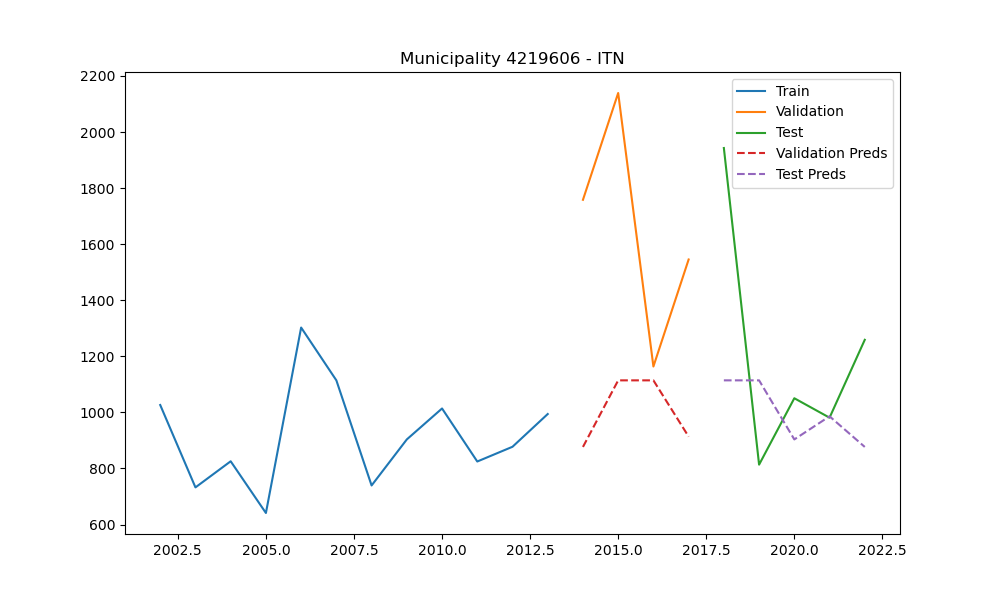 Municipality 4219606 - ITN
2200
2000
1800
1600
1400
1200
1000
800
600
Train
Validation
Test
Validation Preds
Test Preds
2002.5 2005.0 2007.5 2010.0 2012.5 2015.0 2017.5 2020.0 2022.5